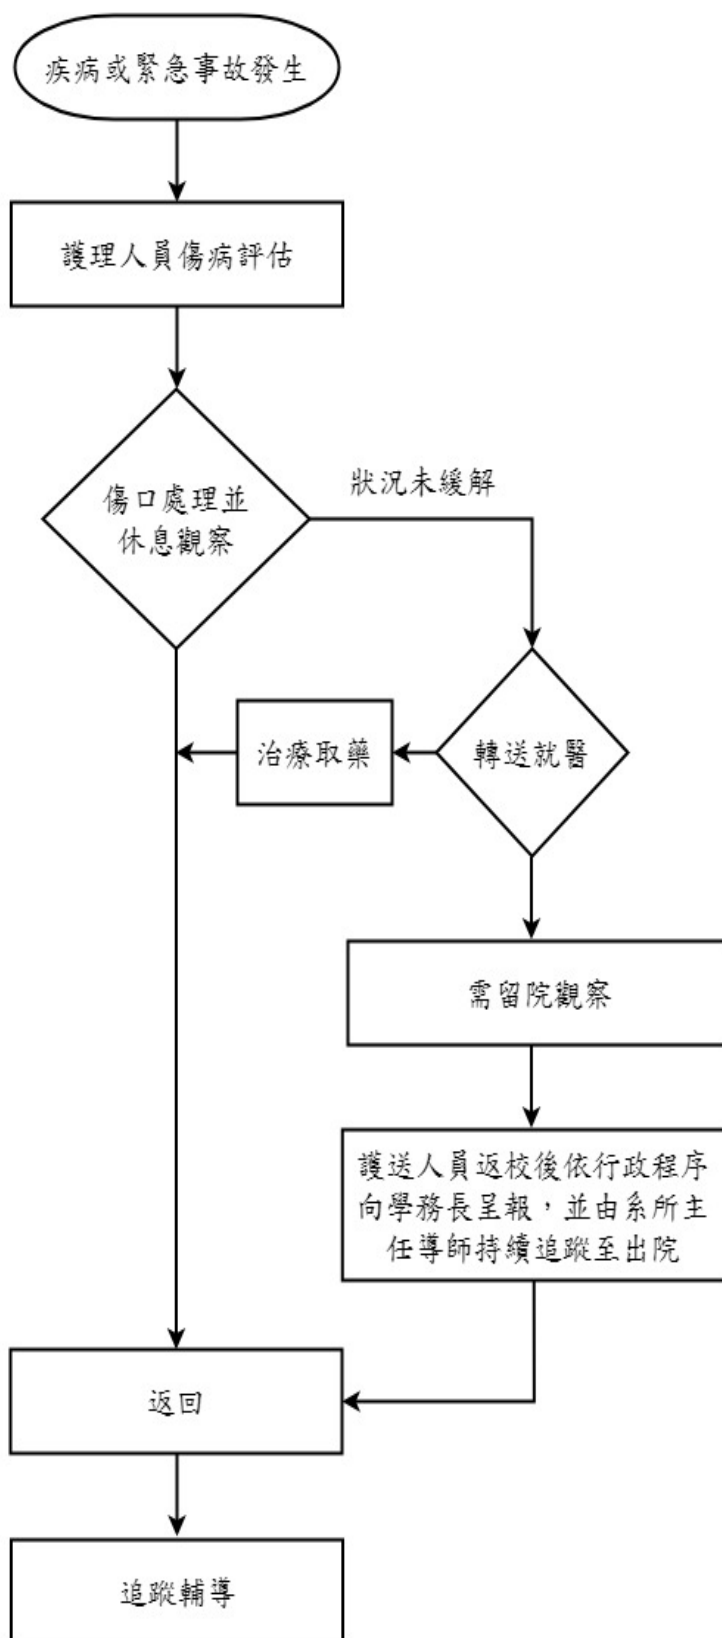 疾病或緊急事故發生
護理人員傷病評估
傷口處理並
休息觀察
狀況未緩解
治療取藥
轉送就醫
需留院觀察
護送人員返校後依行政程序
向學務長呈報，並由系所主
任導師持續追蹤至出院
返回
追蹤輔導